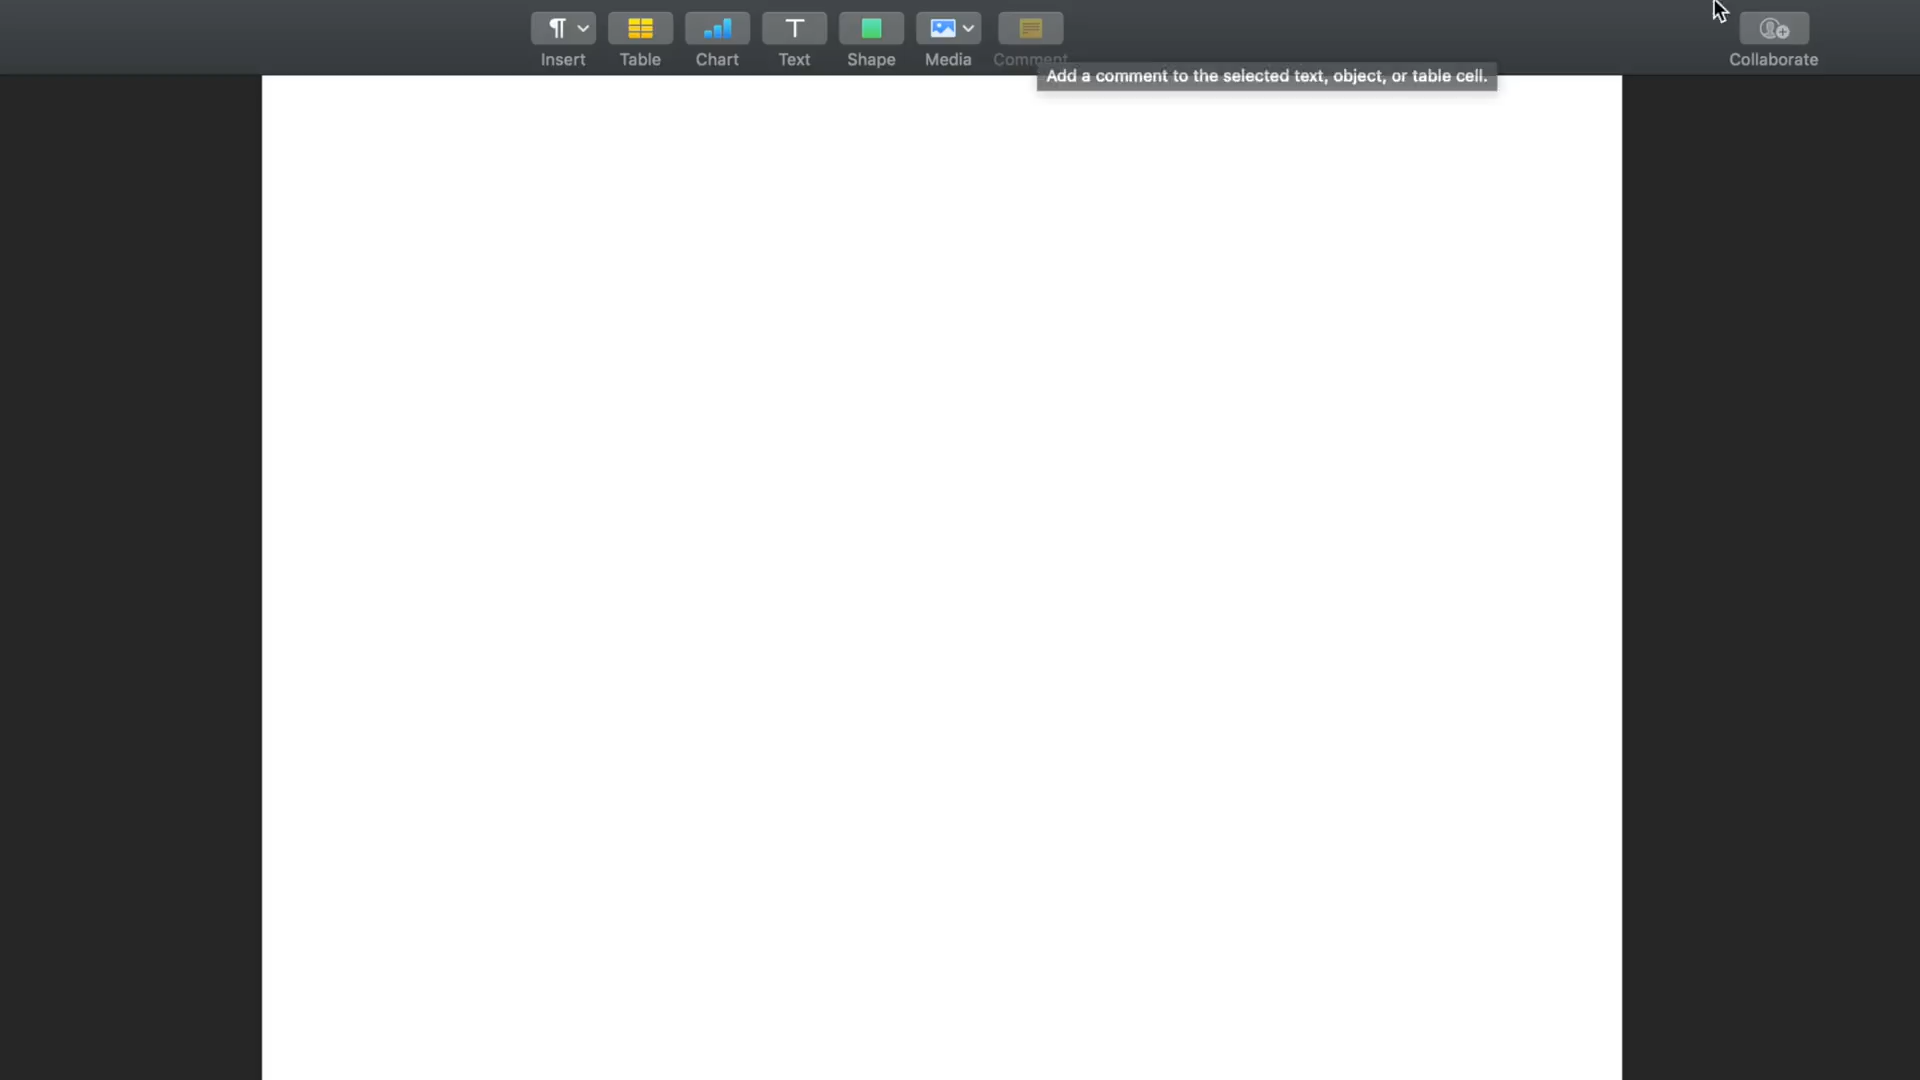 Insert Table Chart Text Shape Media Comment Collaborate
Add a comment to the selected text, object, or table cell.